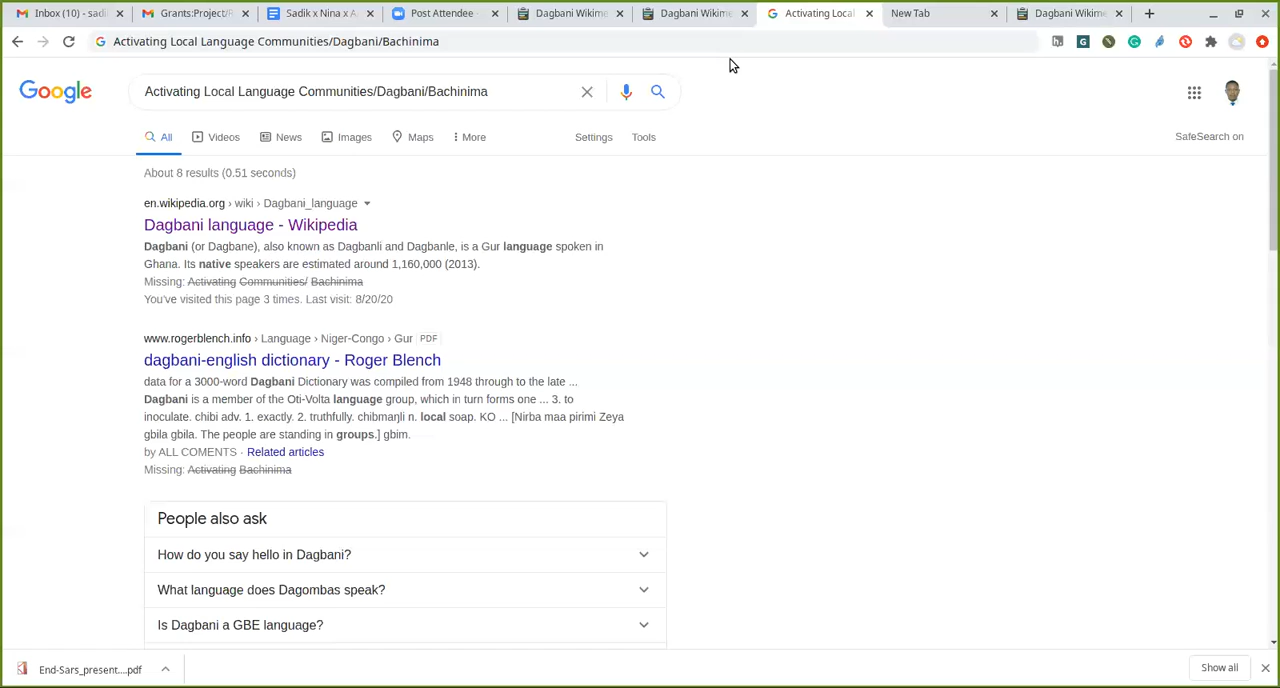 Inbox (10) - sadi
Grants:Project/R
Sadik x Nina x A
Post Attendee -
Dagbani Wikime
Dagbani Wikime
Activating Local
New Tab
Dagbani Wikime
Activating Local Language Communities/Dagbani/Bachinima
Google
Activating Local Language Communities/Dagbani/Bachinima
All Videos News Images Maps More Settings Tools
SafeSearch on
About 8 results (0.51 seconds)
en.wikipedia.org › wiki › Dagbani_language
Dagbani language - Wikipedia
Dagbani (or Dagbane), also known as Dagbanli and Dagbanle, is a Gur language spoken in
Ghana. Its native speakers are estimated around 1,160,000 (2013).
Missing: Activating Communities/ Bachinima
You've visited this page 3 times. Last visit: 8/20/20
www.rogerblench.info › Language › Niger-Congo › Gur PDF
dagbani-english dictionary - Roger Blench
data for a 3000-word Dagbani Dictionary was compiled from 1948 through to the late ...
Dagbani is a member of the Oti-Volta language group, which in turn forms one ... 3. to
inoculate. chibi adv. 1. exactly. 2. truthfully. chibmaŋli n. local soap. KO ... [Nirba maa pirimi Zeya
gbila gbila. The people are standing in groups.] gbim.
by ALL COMENTS · Related articles
Missing: Activating Bachinima
People also ask
How do you say hello in Dagbani?
What language does Dagombas speak?
Is Dagbani a GBE language?
End-Sars_present....pdf
Show all